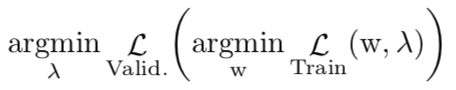 argmin_λ 𝓛_Valid. ( argmin_w 𝓛_Train (w, λ) )